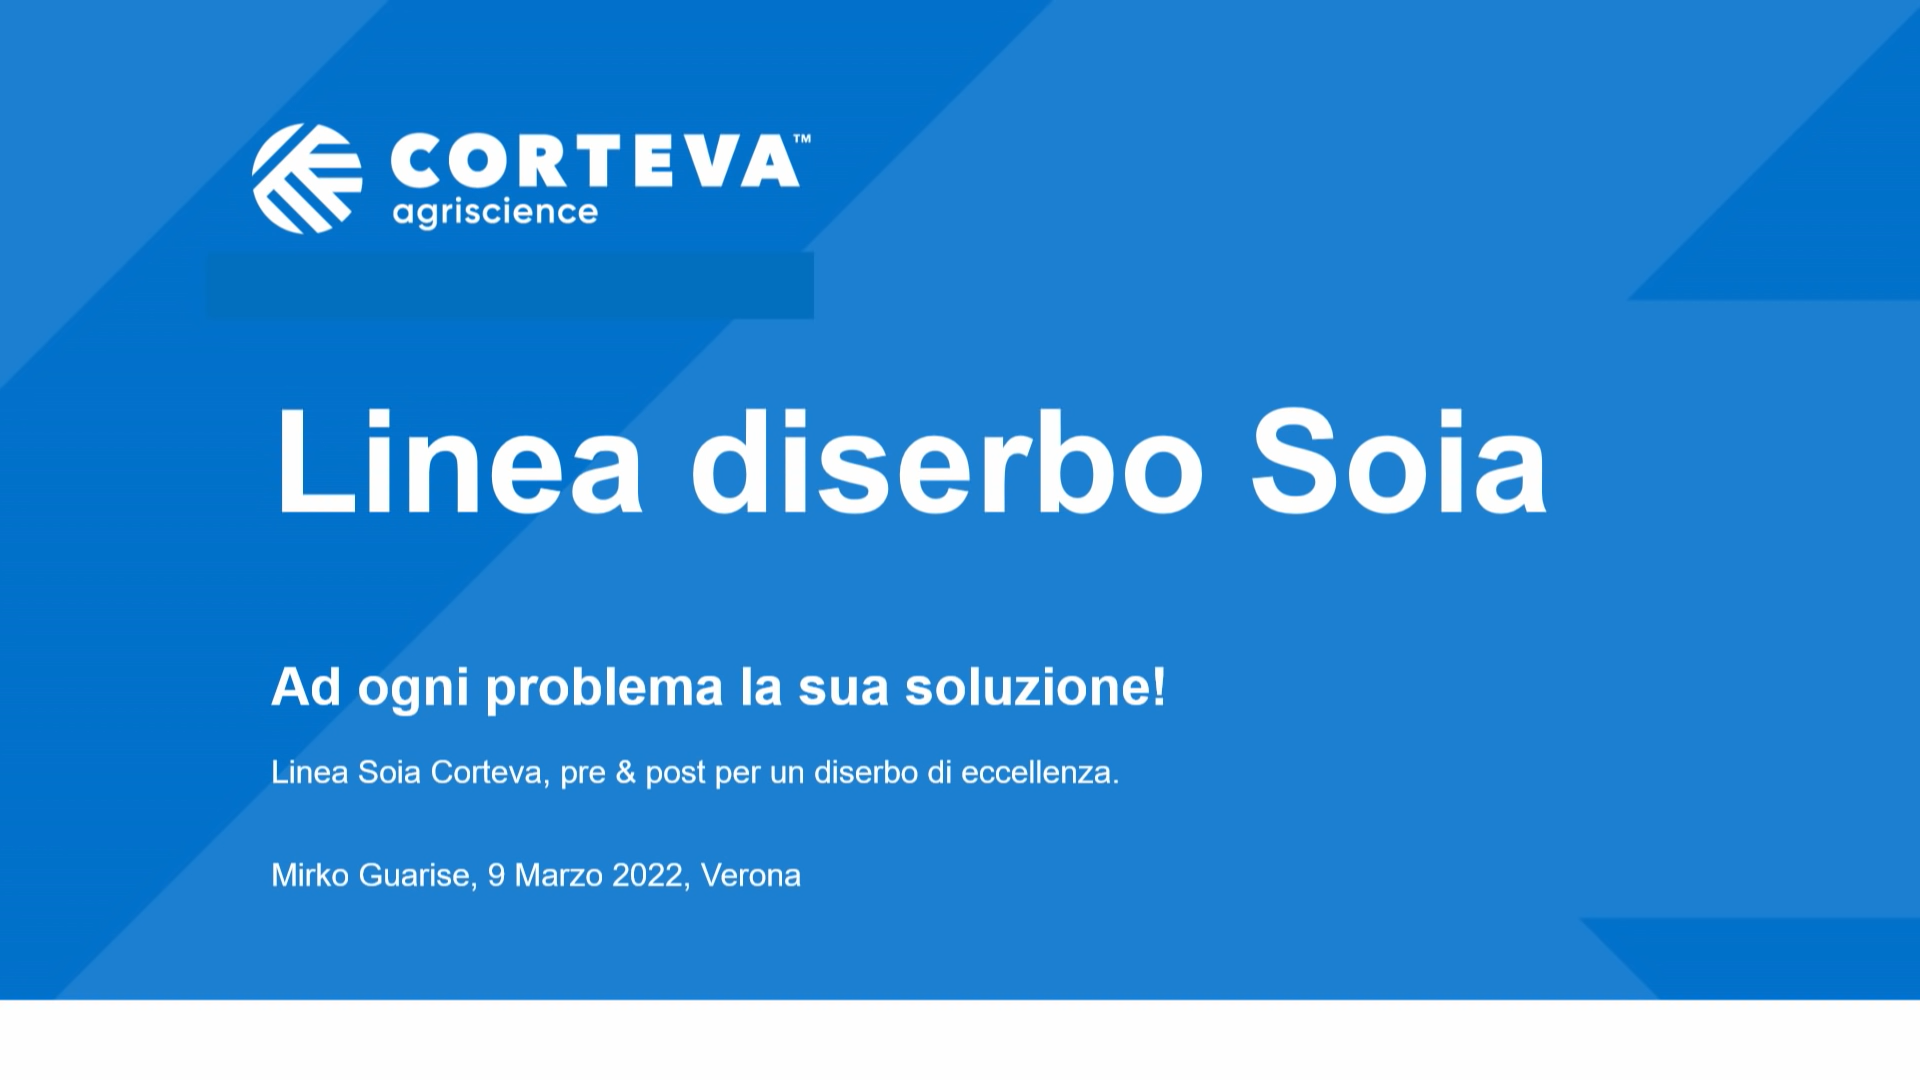 CORTEVA™
agriscience
Linea diserbo Soia
Ad ogni problema la sua soluzione!
Linea Soia Corteva, pre & post per un diserbo di eccellenza.
Mirko Guarise, 9 Marzo 2022, Verona